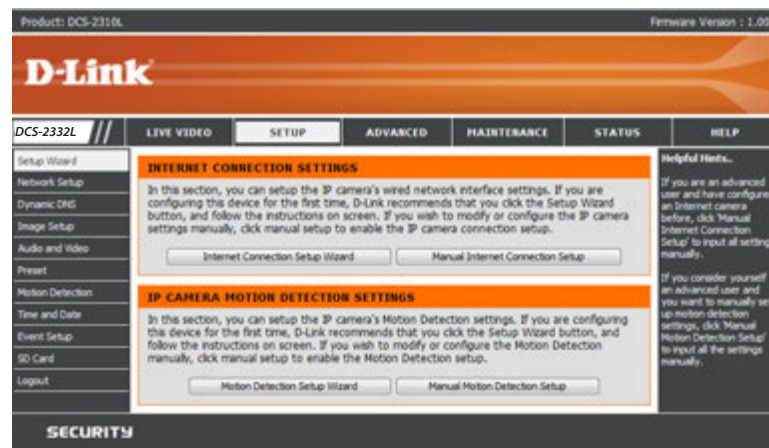 Product: DCS-2310L
Firmware Version : 1.00
D-Link
DCS-2332L
LIVE VIDEO
SETUP
ADVANCED
MAINTENANCE
STATUS
HELP
Setup Wizard
Network Setup
Dynamic DNS
Image Setup
Audio and Video
Preset
Motion Detection
Time and Date
Event Setup
SD Card
Logout
INTERNET CONNECTION SETTINGS
In this section, you can setup the IP camera's wired network interface settings. If you are
configuring this device for the first time, D-Link recommends that you click the Setup Wizard
button, and follow the instructions on screen. If you wish to modify or configure the IP camera
settings manually, click manual setup to enable the IP camera connection setup.
Internet Connection Setup Wizard
Manual Internet Connection Setup
IP CAMERA MOTION DETECTION SETTINGS
In this section, you can setup the IP camera's Motion Detection settings. If you are configuring
this device for the first time, D-Link recommends that you click the Setup Wizard button, and
follow the instructions on screen. If you wish to modify or configure the Motion Detection
manually, click manual setup to enable the Motion Detection setup.
Motion Detection Setup Wizard
Manual Motion Detection Setup
Helpful Hints..
If you are an advanced
user and have configure
an Internet camera
before, click 'Manual
Internet Connection
Setup' to input all setting
manually.
If you consider yourself
an advanced user and
you want to manually set
up motion detection
settings, click 'Manual
Motion Detection Setup'
to input all the settings
manually.
SECURITY